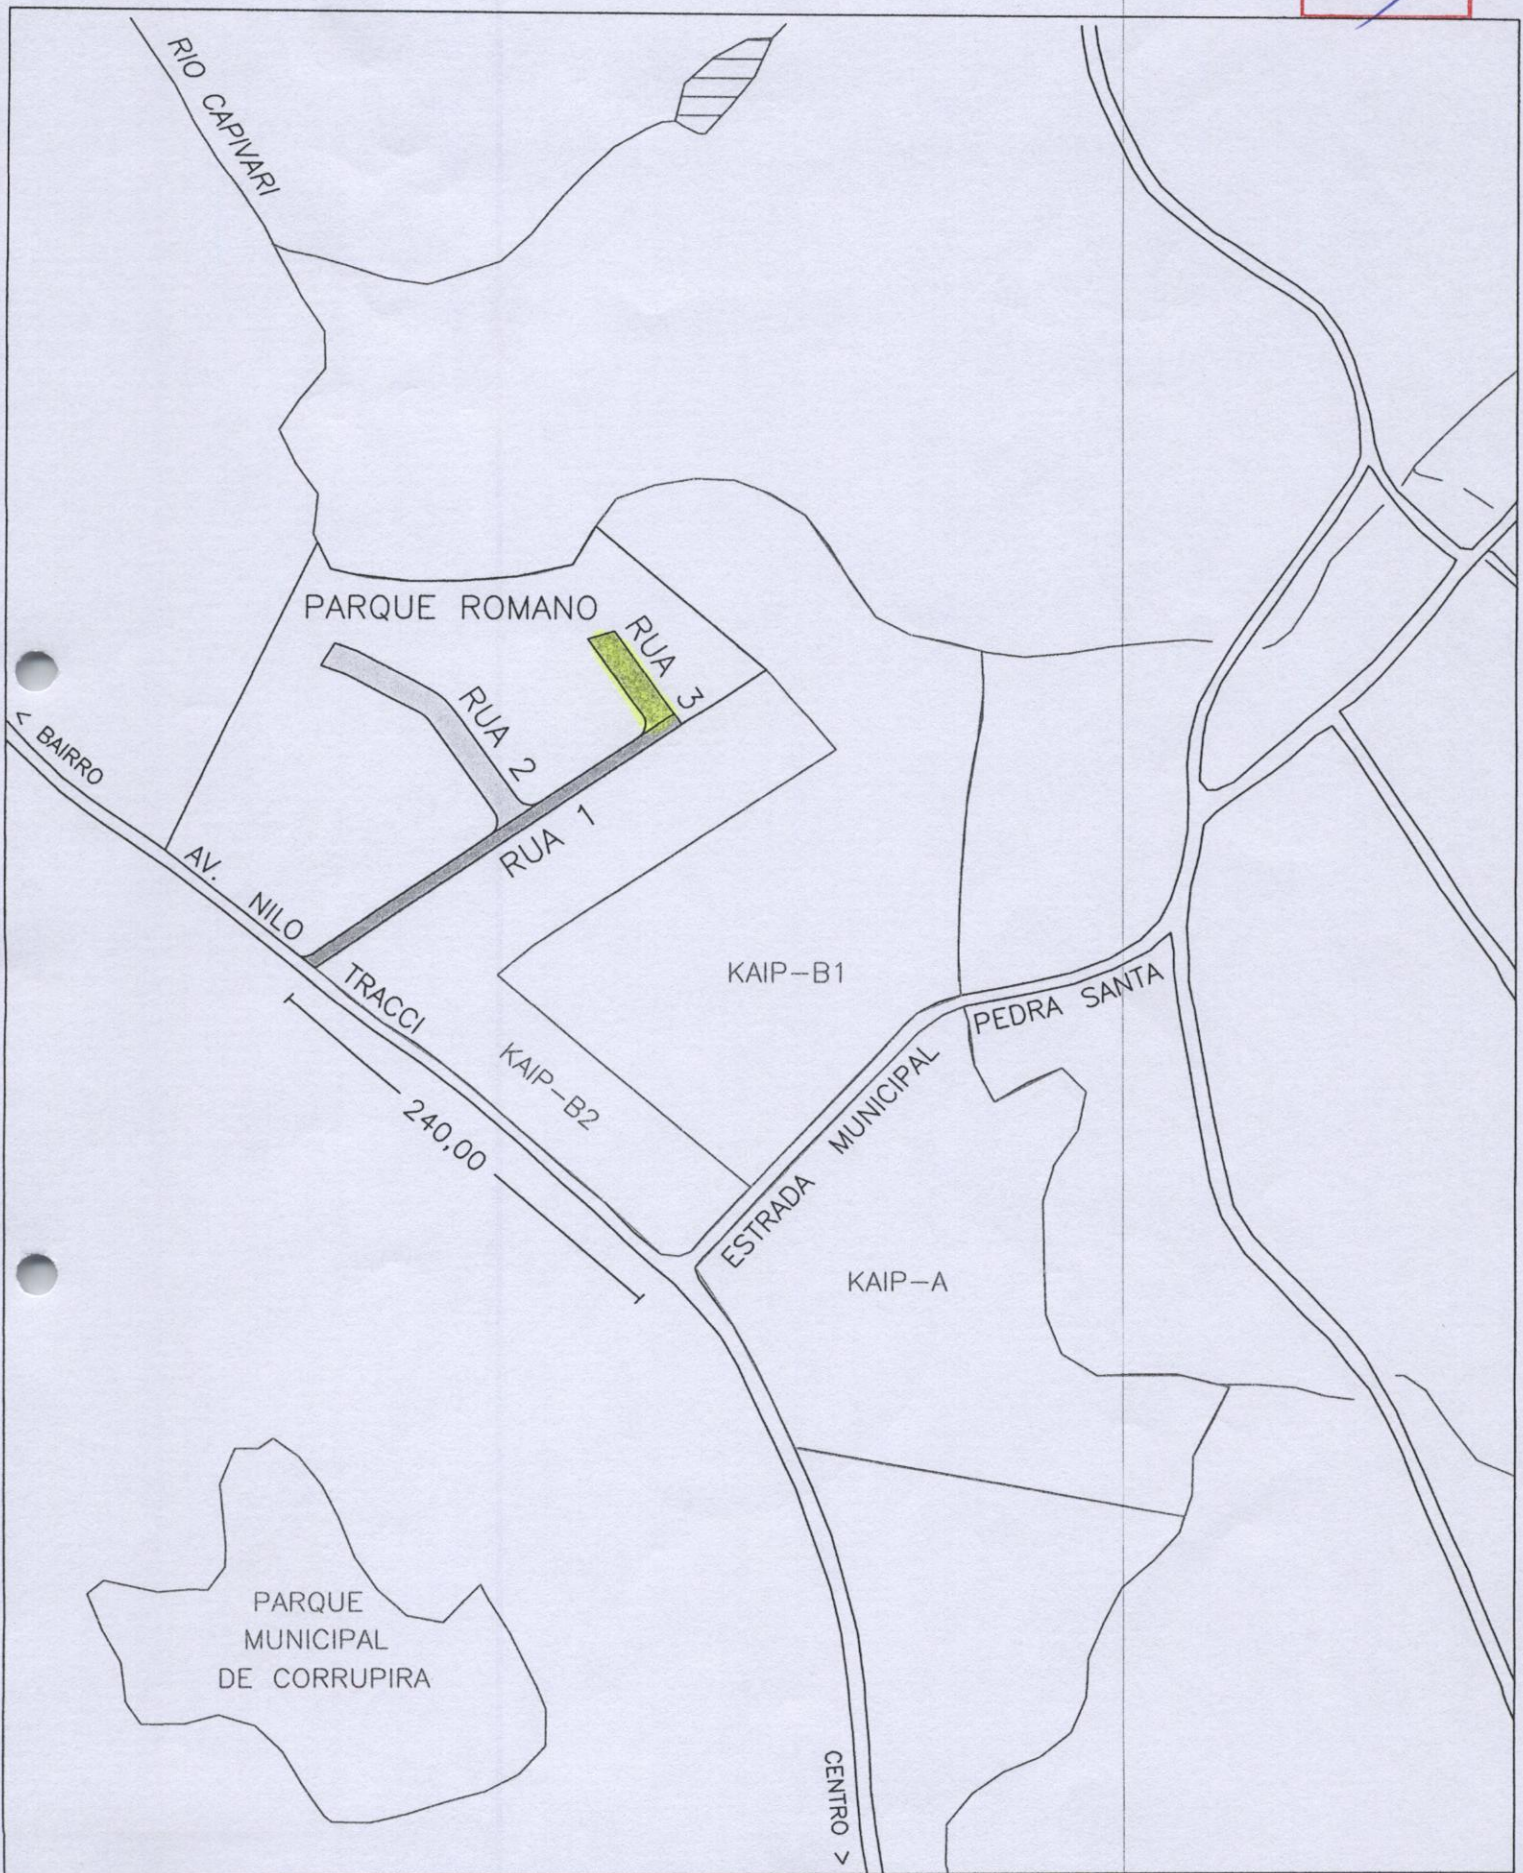 RIO CAPIVARI
PARQUE ROMANO
RUA 3
RUA 2
RUA 1
< BAIRRO
AV. NILO TRACCI
240,00
KAIP-B1
KAIP-B2
PEDRA SANTA
ESTRADA MUNICIPAL
KAIP-A
PARQUE
MUNICIPAL
DE CORRUPIRA
CENTRO >